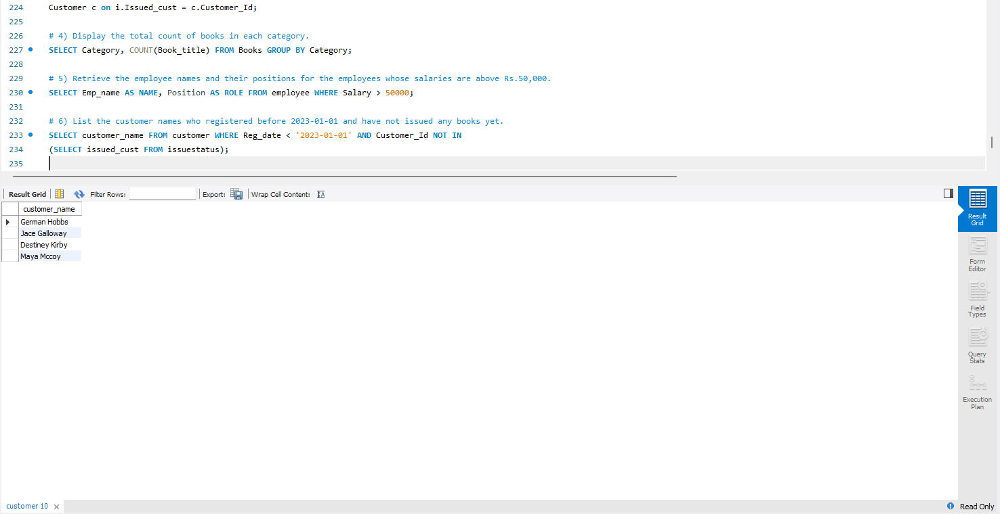 224 Customer c on i.Issued_cust = c.Customer_Id;
225
226 # 4) Display the total count of books in each category.
227 SELECT Category, COUNT(Book_title) FROM Books GROUP BY Category;
228
229 # 5) Retrieve the employee names and their positions for the employees whose salaries are above Rs.50,000.
230 SELECT Emp_name AS NAME, Position AS ROLE FROM employee WHERE Salary > 50000;
231
232 # 6) List the customer names who registered before 2023-01-01 and have not issued any books yet.
233 SELECT customer_name FROM customer WHERE Reg_date < '2023-01-01' AND Customer_Id NOT IN
234 (SELECT issued_cust FROM issuestatus);
235
Result Grid Filter Rows: Export: Wrap Cell Content: IA
customer_name
German Hobbs
Jace Galloway
Destiney Kirby
Maya Mccoy
Result
Grid
Form
Editor
Field
Types
Query
Stats
Execution
Plan
customer 10
Read Only